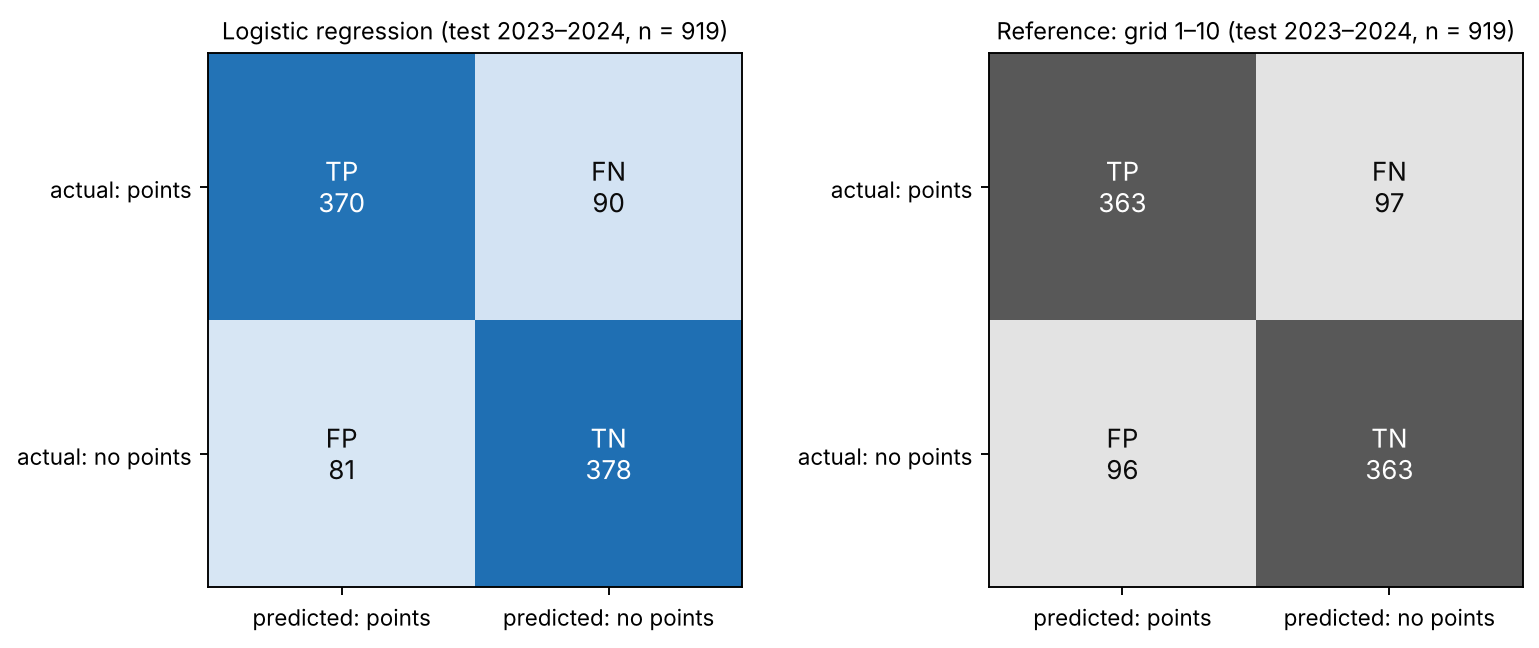 Logistic regression (test 2023–2024, n = 919)
actual: points
TP
370
FN
90
actual: no points
FP
81
TN
378
predicted: points
predicted: no points
Reference: grid 1–10 (test 2023–2024, n = 919)
actual: points
TP
363
FN
97
actual: no points
FP
96
TN
363
predicted: points
predicted: no points